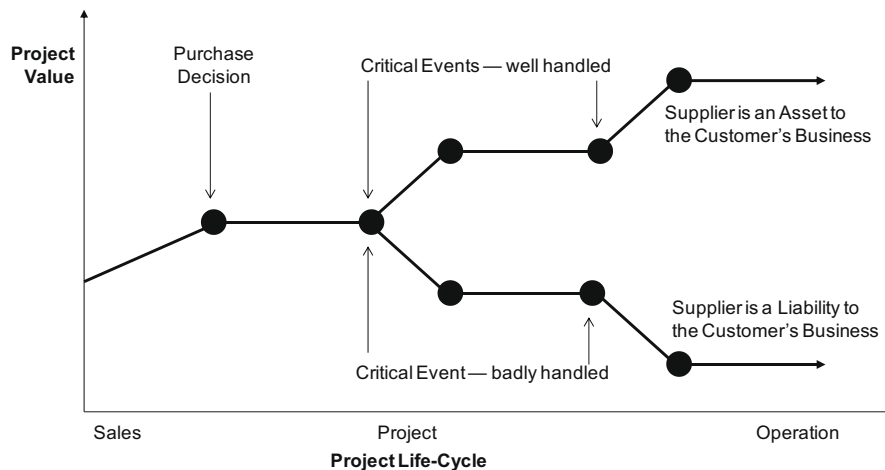 Project
Value
Purchase
Decision
Critical Events — well handled
Supplier is an Asset to
the Customer's Business
Supplier is a Liability to
the Customer's Business
Critical Event — badly handled
Sales
Project
Operation
Project Life-Cycle